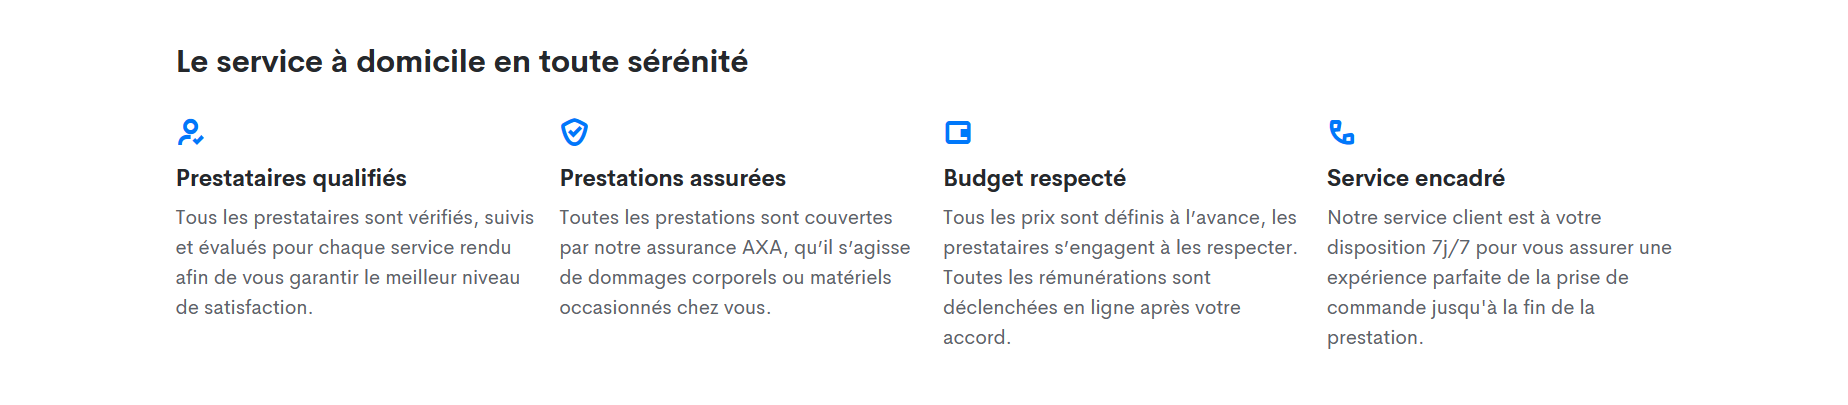 Le service à domicile en toute sérénité
Prestataires qualifiés
Tous les prestataires sont vérifiés, suivis
et évalués pour chaque service rendu
afin de vous garantir le meilleur niveau
de satisfaction.
Prestations assurées
Toutes les prestations sont couvertes
par notre assurance AXA, qu’il s’agisse
de dommages corporels ou matériels
occasionnés chez vous.
Budget respecté
Tous les prix sont définis à l’avance, les
prestataires s’engagent à les respecter.
Toutes les rémunérations sont
déclenchées en ligne après votre
accord.
Service encadré
Notre service client est à votre
disposition 7j/7 pour vous assurer une
expérience parfaite de la prise de
commande jusqu'à la fin de la
prestation.